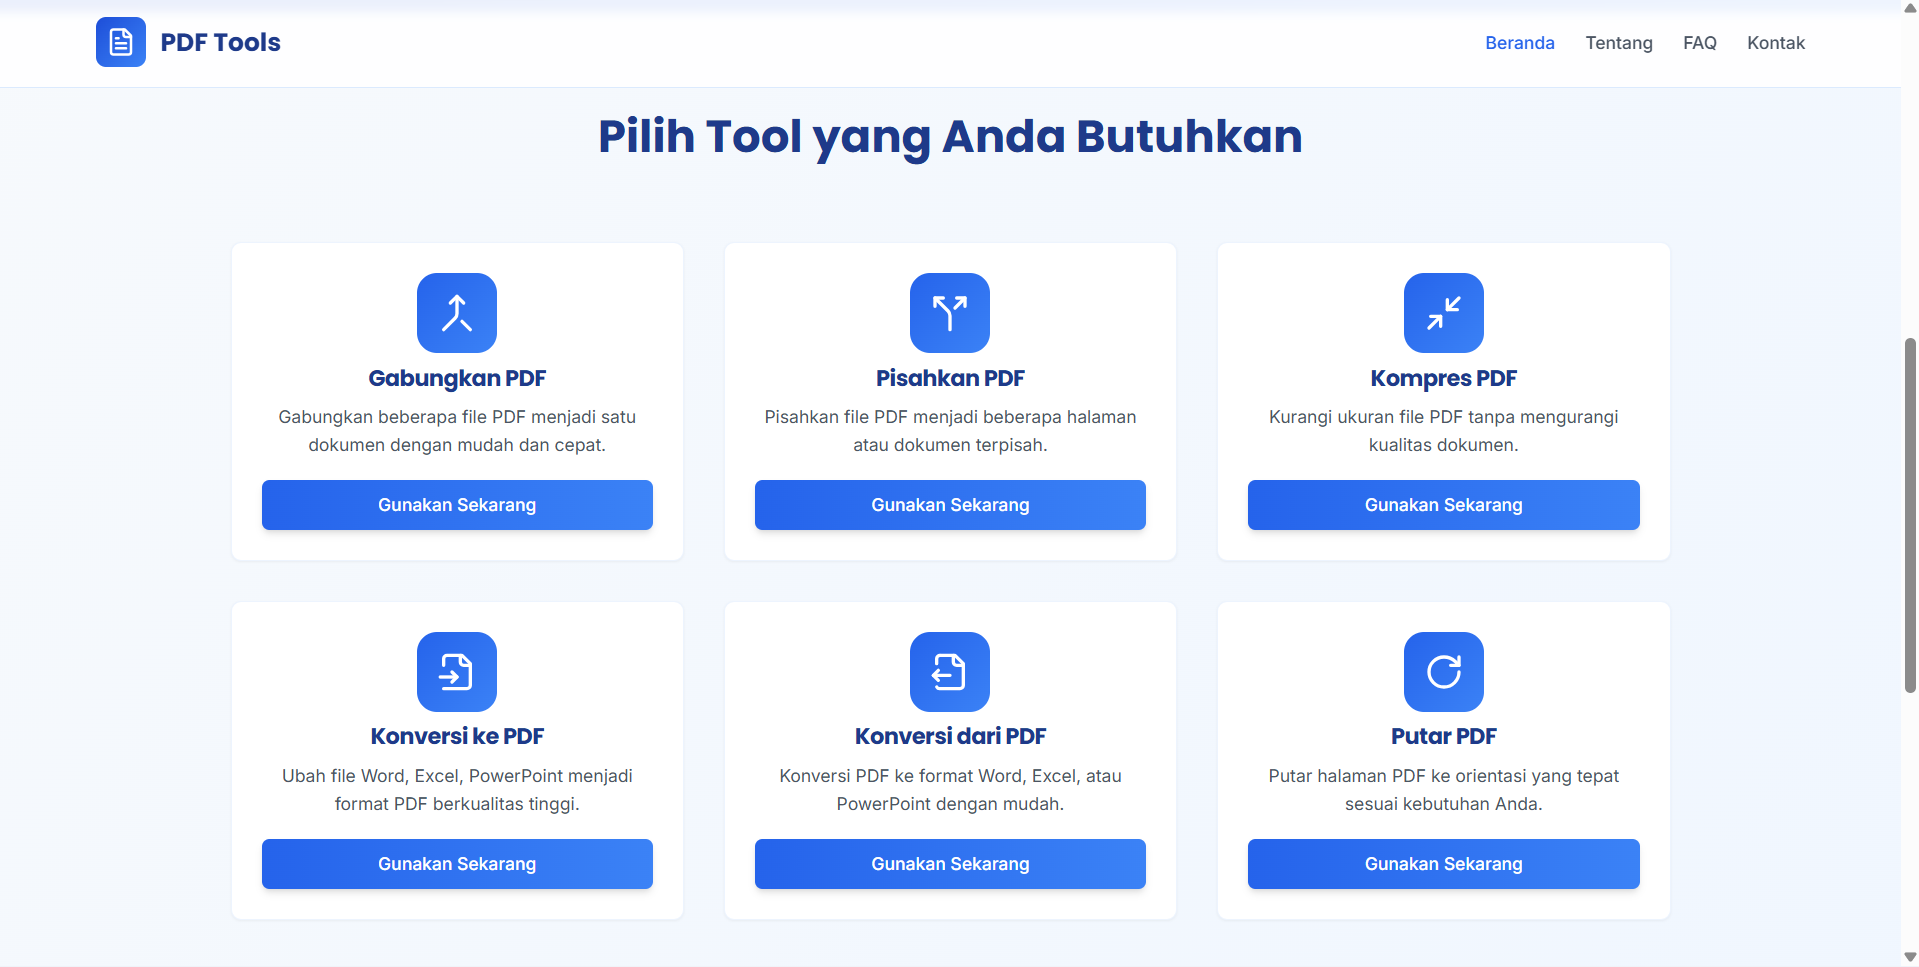 PDF Tools
Beranda
Tentang
FAQ
Kontak
Pilih Tool yang Anda Butuhkan
Gabungkan PDF
Gabungkan beberapa file PDF menjadi satu
dokumen dengan mudah dan cepat.
Gunakan Sekarang
Pisahkan PDF
Pisahkan file PDF menjadi beberapa halaman
atau dokumen terpisah.
Gunakan Sekarang
Kompres PDF
Kurangi ukuran file PDF tanpa mengurangi
kualitas dokumen.
Gunakan Sekarang
Konversi ke PDF
Ubah file Word, Excel, PowerPoint menjadi
format PDF berkualitas tinggi.
Gunakan Sekarang
Konversi dari PDF
Konversi PDF ke format Word, Excel, atau
PowerPoint dengan mudah.
Gunakan Sekarang
Putar PDF
Putar halaman PDF ke orientasi yang tepat
sesuai kebutuhan Anda.
Gunakan Sekarang